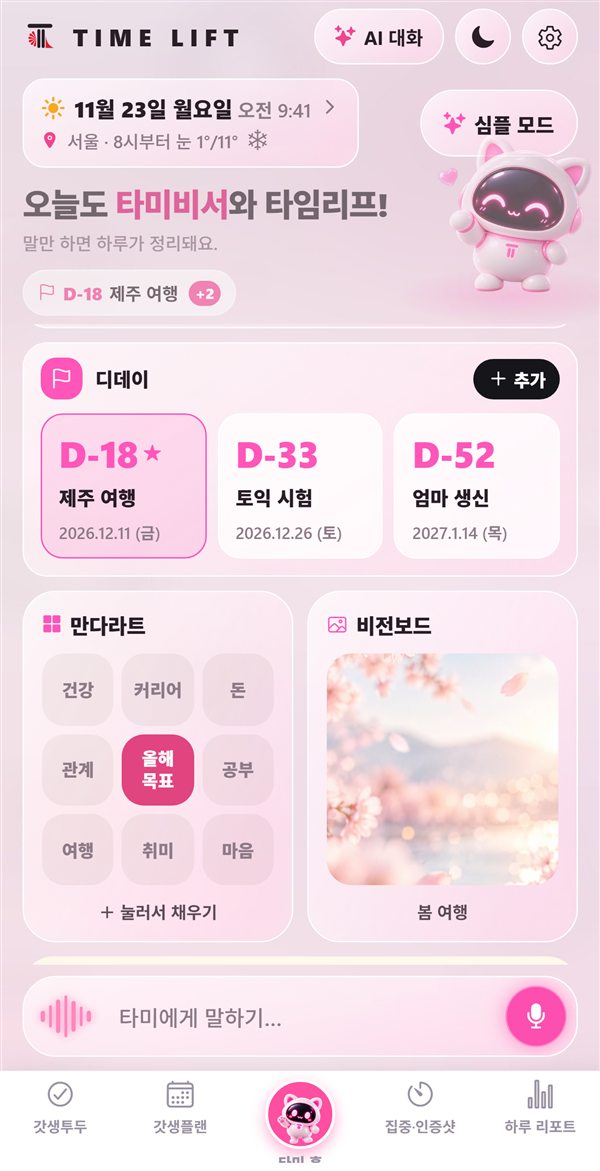 TIME LIFT
AI 대화
11월 23일 월요일 오전 9:41
서울 · 8시부터 눈 1°/11°
심플 모드
오늘도 타미비서와 타임리프!
말만 하면 하루가 정리돼요.
D-18 제주 여행 +2
디데이
+ 추가
D-18
제주 여행
2026.12.11 (금)
D-33
토익 시험
2026.12.26 (토)
D-52
엄마 생신
2027.1.14 (목)
만다라트
건강 커리어 돈
관계 올해 목표 공부
여행 취미 마음
+ 눌러서 채우기
비전보드
봄 여행
타미에게 말하기...
갓생투두
갓생플랜
집중·인증샷
하루 리포트